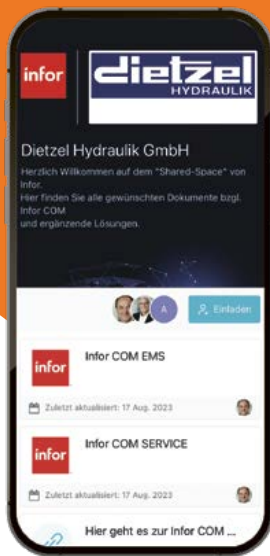 infor
dietzel
HYDRAULIK
Dietzel Hydraulik GmbH
Herzlich Willkommen auf dem "Shared-Space" von
Infor.
Hier finden Sie alle gewünschten Dokumente bzgl.
Infor COM
und ergänzende Lösungen.
A
Einladen
infor
Infor COM EMS
Zuletzt aktualisiert: 17 Aug. 2023
infor
Infor COM SERVICE
Zuletzt aktualisiert: 17 Aug. 2023
Hier geht es zur Infor COM ...